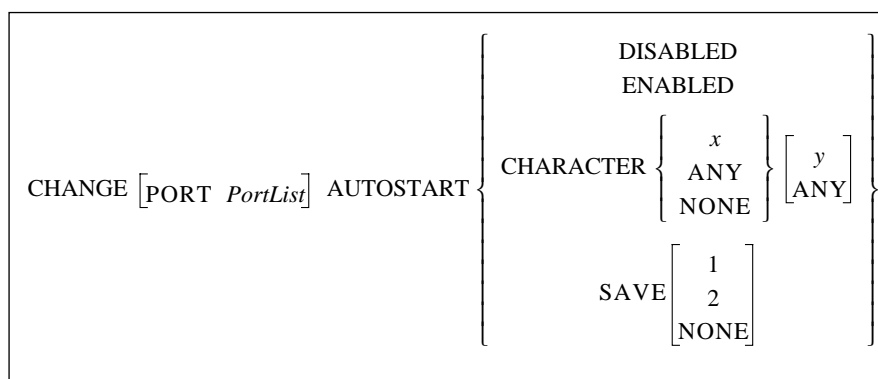 DISABLED
ENABLED
CHANGE [PORT PortList] AUTOSTART
CHARACTER
x
ANY
NONE
y
ANY
SAVE
1
2
NONE